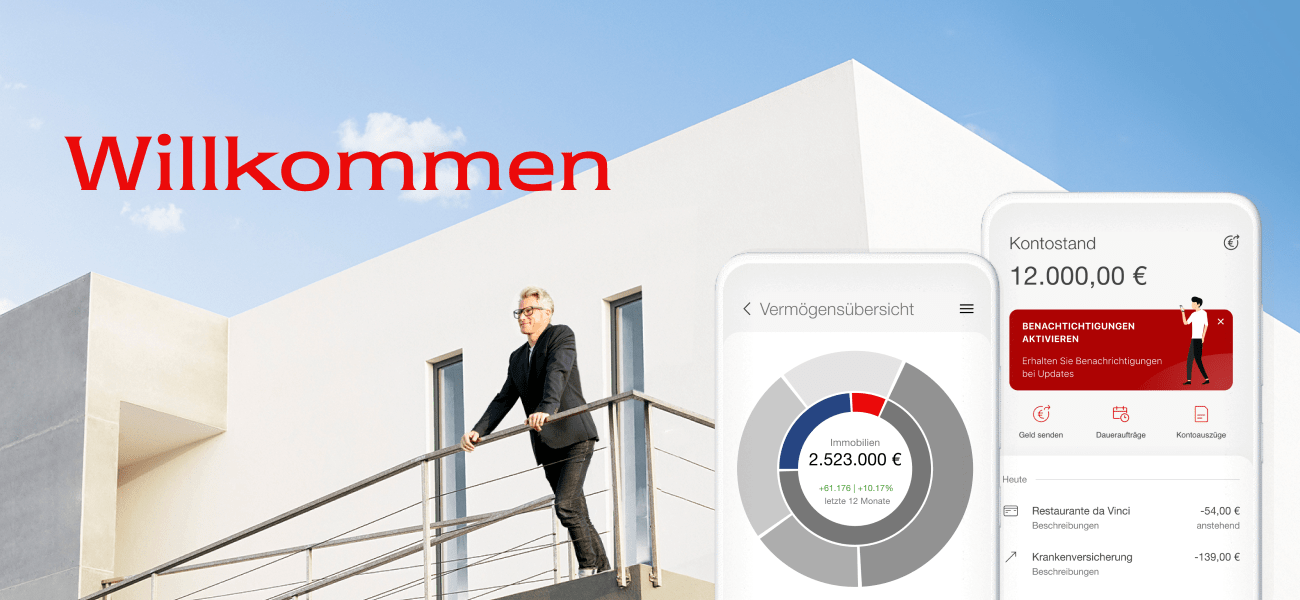 Willkommen
Vermögensübersicht
Immobilien
2.523.000 €
+61.176 | +10.17%
letzte 12 Monate
Kontostand
12.000,00 €
BENACHTICHTIGUNGEN
AKTIVIEREN
Erhalten Sie Benachrichtigungen
bei Updates
Geld senden
Daueraufträge
Kontoauszüge
Heute
Restaurante da Vinci
-54,00 €
Beschreibungen
anstehend
Krankenversicherung
-139,00 €
Beschreibungen